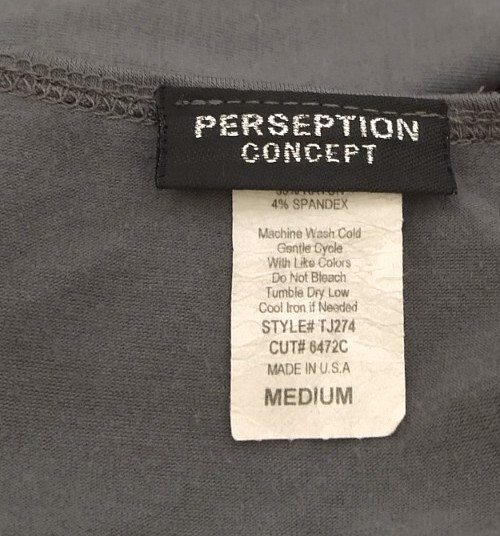 PERSEPTION
CONCEPT
4% SPANDEX
Machine Wash Cold
Gentle Cycle
With Like Colors
Do Not Bleach
Tumble Dry Low
Cool Iron if Needed
STYLE# TJ274
CUT# 6472C
MADE IN U.S.A
MEDIUM